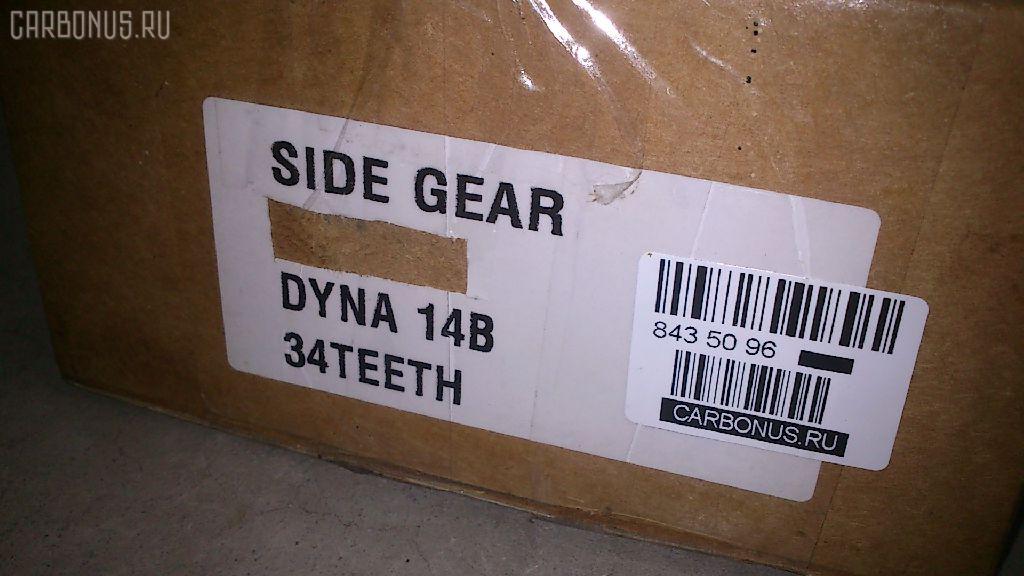 CARBONUS.RU
SIDE GEAR
DYNA 14B
34TEETH
843 50 96
CARBONUS.RU